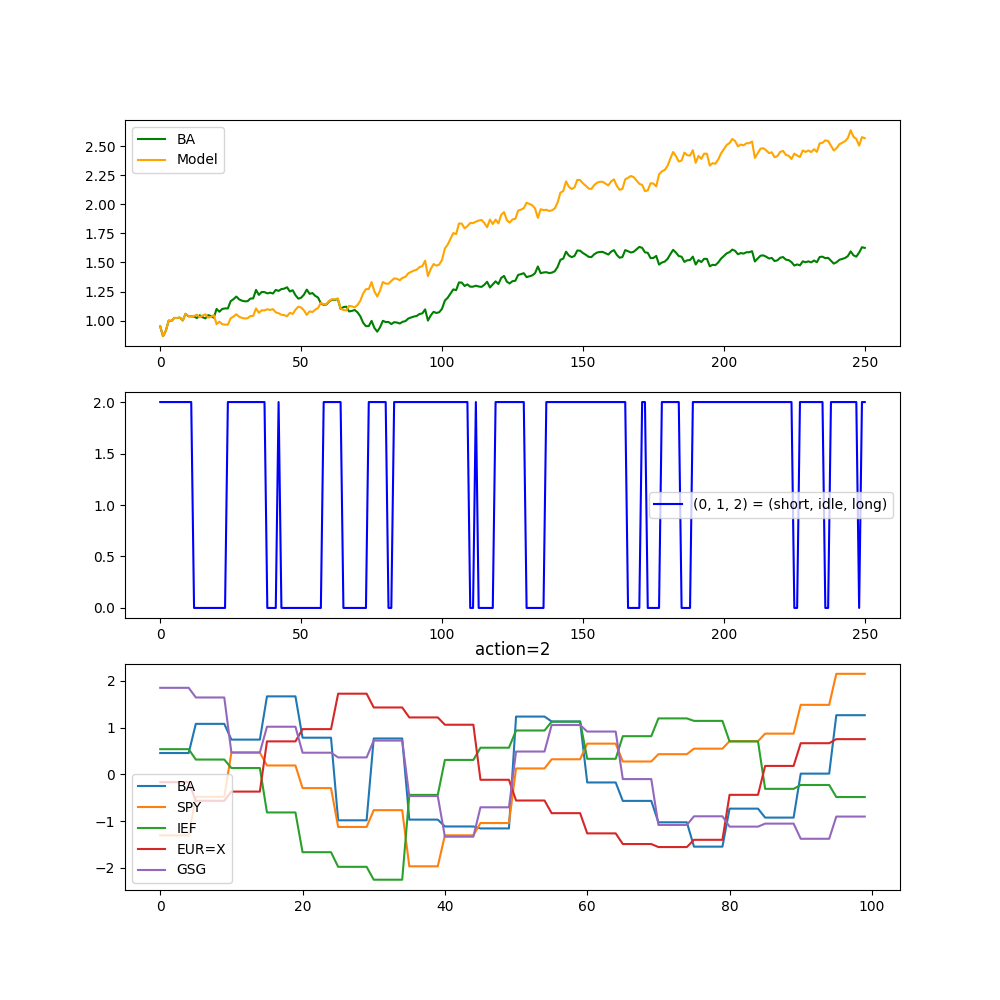 BA
Model
2.50
2.25
2.00
1.75
1.50
1.25
1.00
0 50 100 150 200 250
2.0
1.5
1.0
0.5
0.0
(0, 1, 2) = (short, idle, long)
0 50 100 150 200 250
action=2
2
1
0
−1
−2
BA
SPY
IEF
EUR=X
GSG
0 20 40 60 80 100